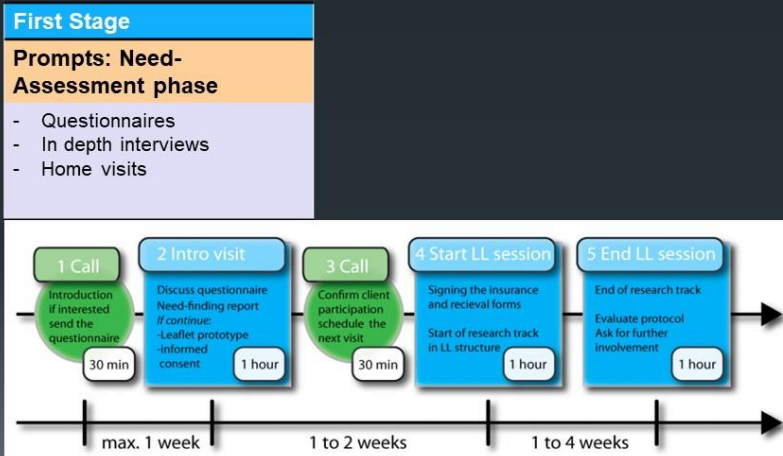 First Stage
Prompts: Need-
Assessment phase
- Questionnaires
- In depth interviews
- Home visits
1 Call
Introduction
if interested
send the
questionnaire
30 min
2 Intro visit
Discuss questionnaire
Need-finding report
If continue:
-Leaflet prototype
-informed
consent
1 hour
3 Call
Confirm client
participation
schedule the
next visit
30 min
4 Start LL session
Signing the insurance
and recieval forms
Start of research track
in LL structure
1 hour
5 End LL session
End of research track
Evaluate protocol
Ask for further
involvement
1 hour
max. 1 week
1 to 2 weeks
1 to 4 weeks